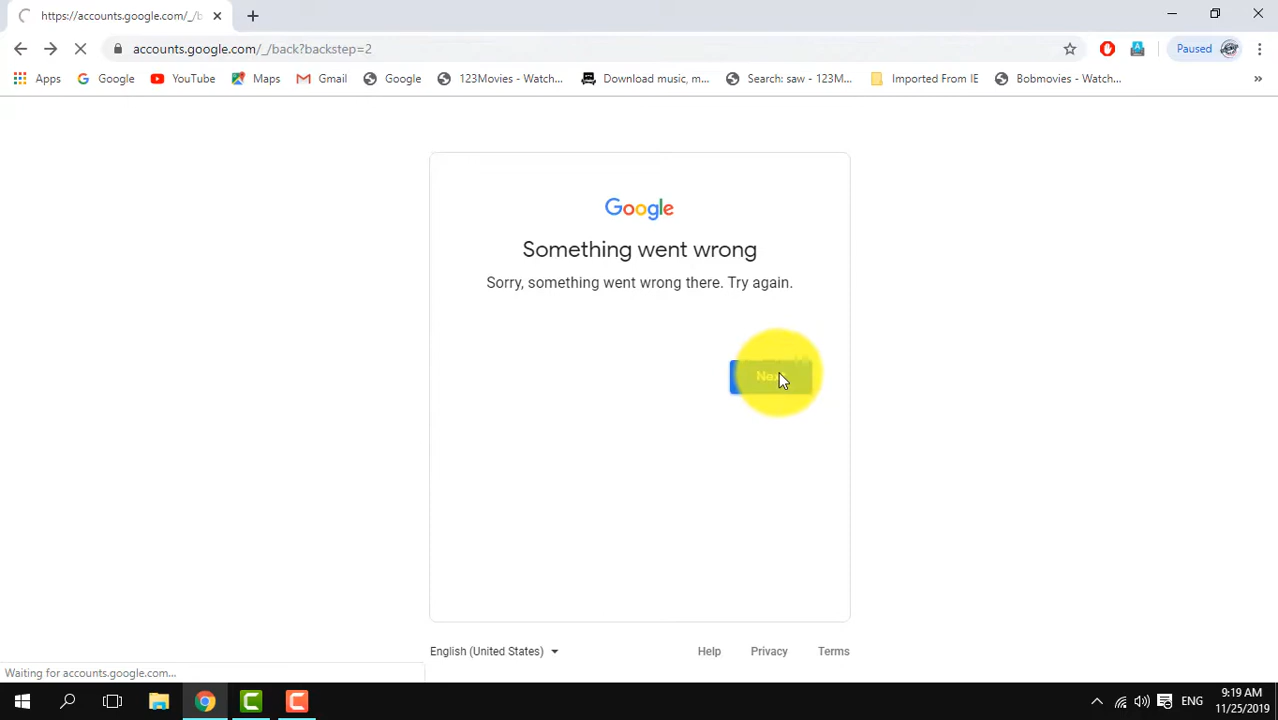 https://accounts.google.com/_/b
accounts.google.com/_/back?backstep=2
Paused
Apps
Google
YouTube
Maps
Gmail
Google
123Movies - Watch...
Download music, m...
Search: saw - 123M...
Imported From IE
Bobmovies - Watch...
»
Google
Something went wrong
Sorry, something went wrong there. Try again.
Next
English (United States)
Help
Privacy
Terms
Waiting for accounts.google.com...
ENG
9:19 AM
11/25/2019